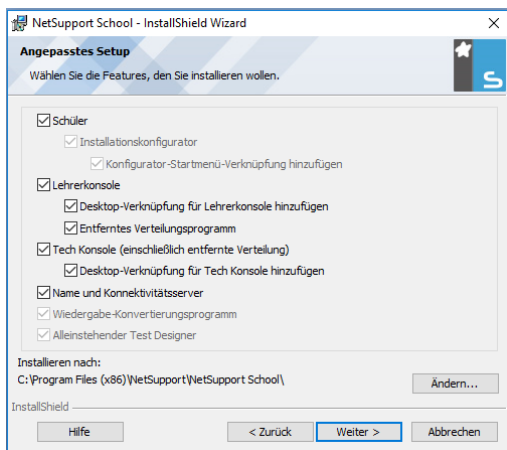 NetSupport School - InstallShield Wizard
Angepasstes Setup
Wählen Sie die Features, den Sie installieren wollen.
S
Schüler
Installationskonfigurator
Konfigurator-Startmenü-Verknüpfung hinzufügen
Lehrerkonsole
Desktop-Verknüpfung für Lehrerkonsole hinzufügen
Entferntes Verteilungsprogramm
Tech Konsole (einschließlich entfernte Verteilung)
Desktop-Verknüpfung für Tech Konsole hinzufügen
Name und Konnektivitätsserver
Wiedergabe-Konvertierungsprogramm
Alleinstehender Test Designer
Installieren nach:
C:\Program Files (x86)\NetSupport\NetSupport School\
Ändern...
InstallShield
Hilfe
< Zurück
Weiter >
Abbrechen